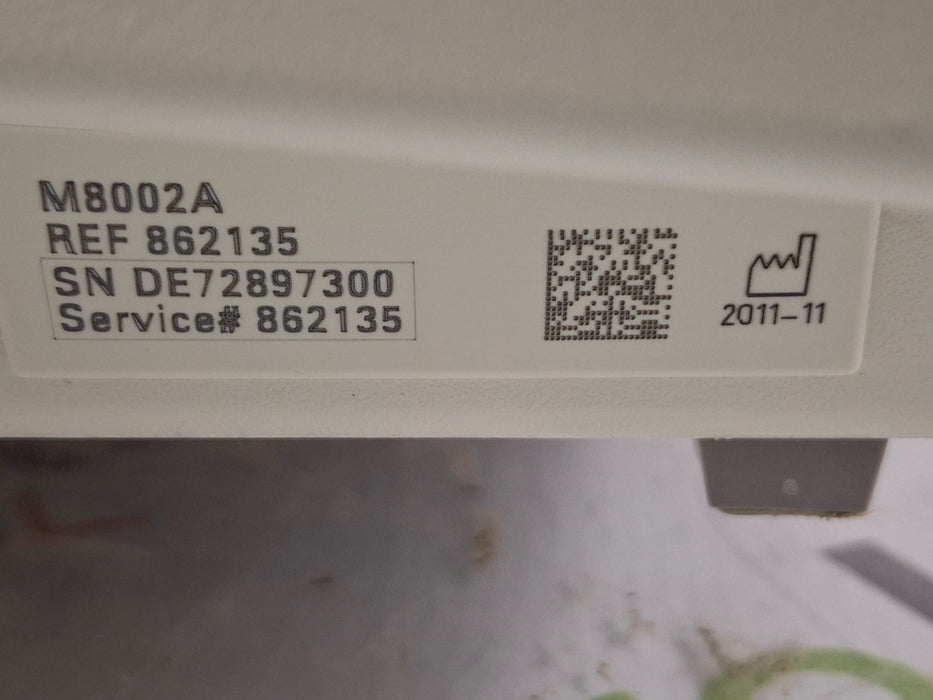 M8002A
REF 862135
SN DE72897300
Service# 862135
2011-11